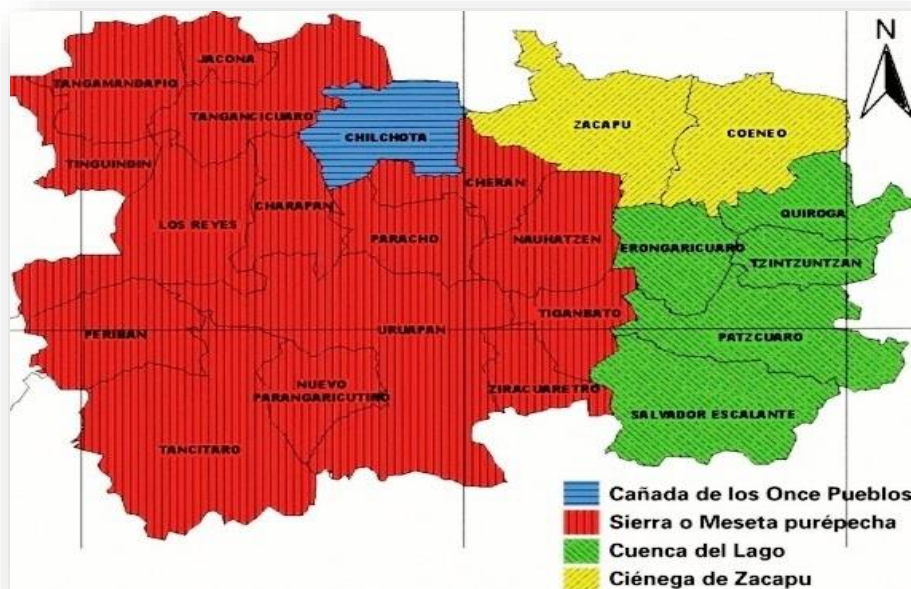 N
JACONA
TANGAMANDAPIO
TANGANCICUARO
CHILCHOTA
ZACAPU
COENEO
TINGUINDIN
CHERAN
LOS REYES
CHARAPAN
PARACHO
NAUHATZEN
ERONGARICUARO
QUIROGA
TZINTZUNTZAN
PERIBAN
URUAPAN
TIGANBATO
PATZCUARO
NUEVO
PARANGARICUTIRO
ZIRACUARETRO
SALVADOR ESCALANTE
TANCITARO
Cañada de los Once Pueblos
Sierra o Meseta purépecha
Cuenca del Lago
Ciénega de Zacapu